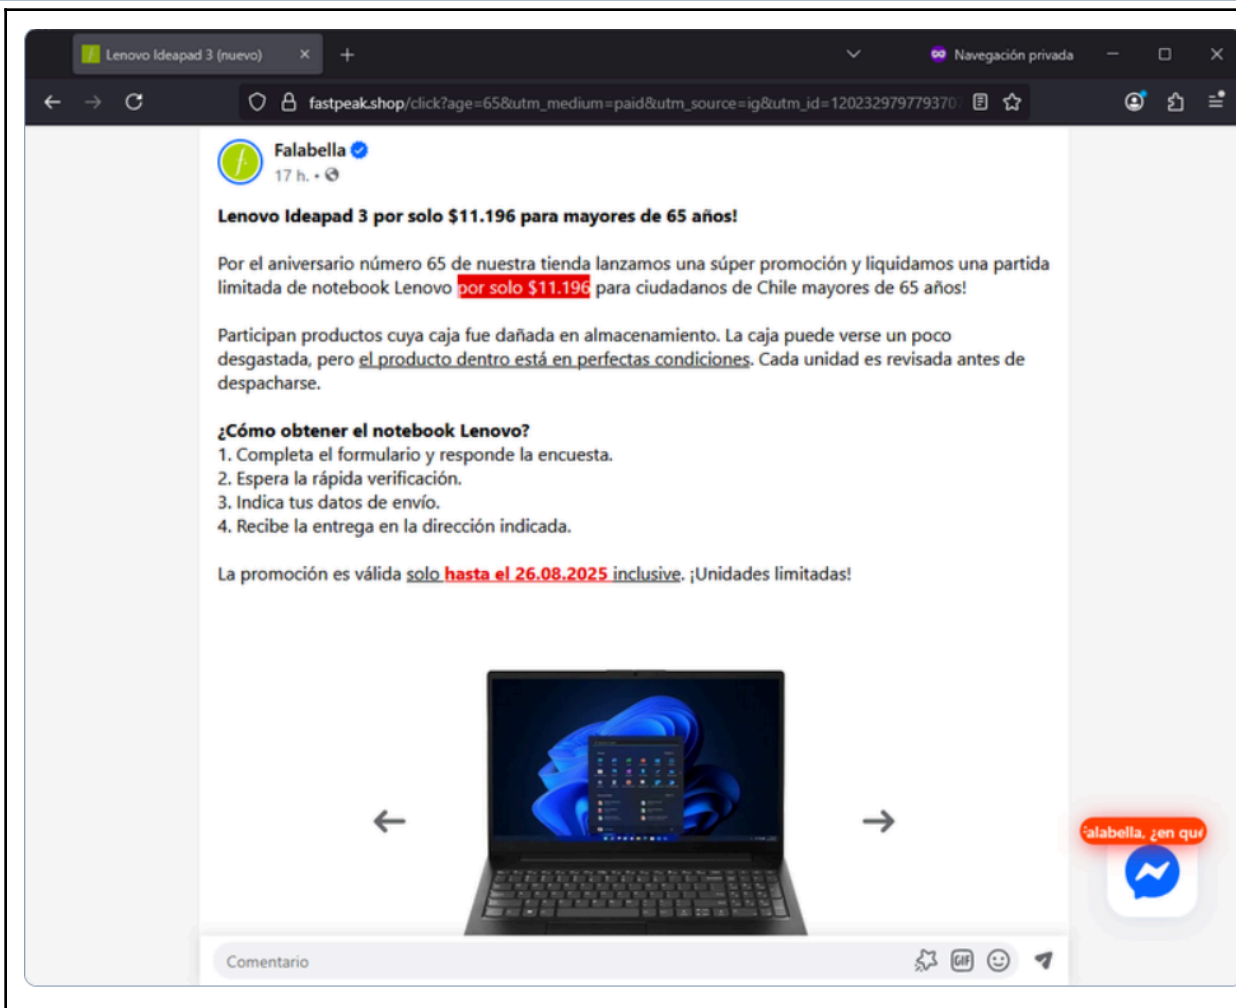 Lenovo Ideapad 3 (nuevo)
Navegación privada
fastpeak.shop/click?age=65&utm_medium=paid&utm_source=ig&utm_id=120232979779370
Falabella
17 h.
Lenovo Ideapad 3 por solo $11.196 para mayores de 65 años!
Por el aniversario número 65 de nuestra tienda lanzamos una súper promoción y liquidamos una partida
limitada de notebook Lenovo por solo $11.196 para ciudadanos de Chile mayores de 65 años!
Participan productos cuya caja fue dañada en almacenamiento. La caja puede verse un poco
desgastada, pero el producto dentro está en perfectas condiciones. Cada unidad es revisada antes de
despacharse.
¿Cómo obtener el notebook Lenovo?
1. Completa el formulario y responde la encuesta.
2. Espera la rápida verificación.
3. Indica tus datos de envío.
4. Recibe la entrega en la dirección indicada.
La promoción es válida solo hasta el 26.08.2025 inclusive. ¡Unidades limitadas!
Falabella, ¿en qué
Comentario
GIF